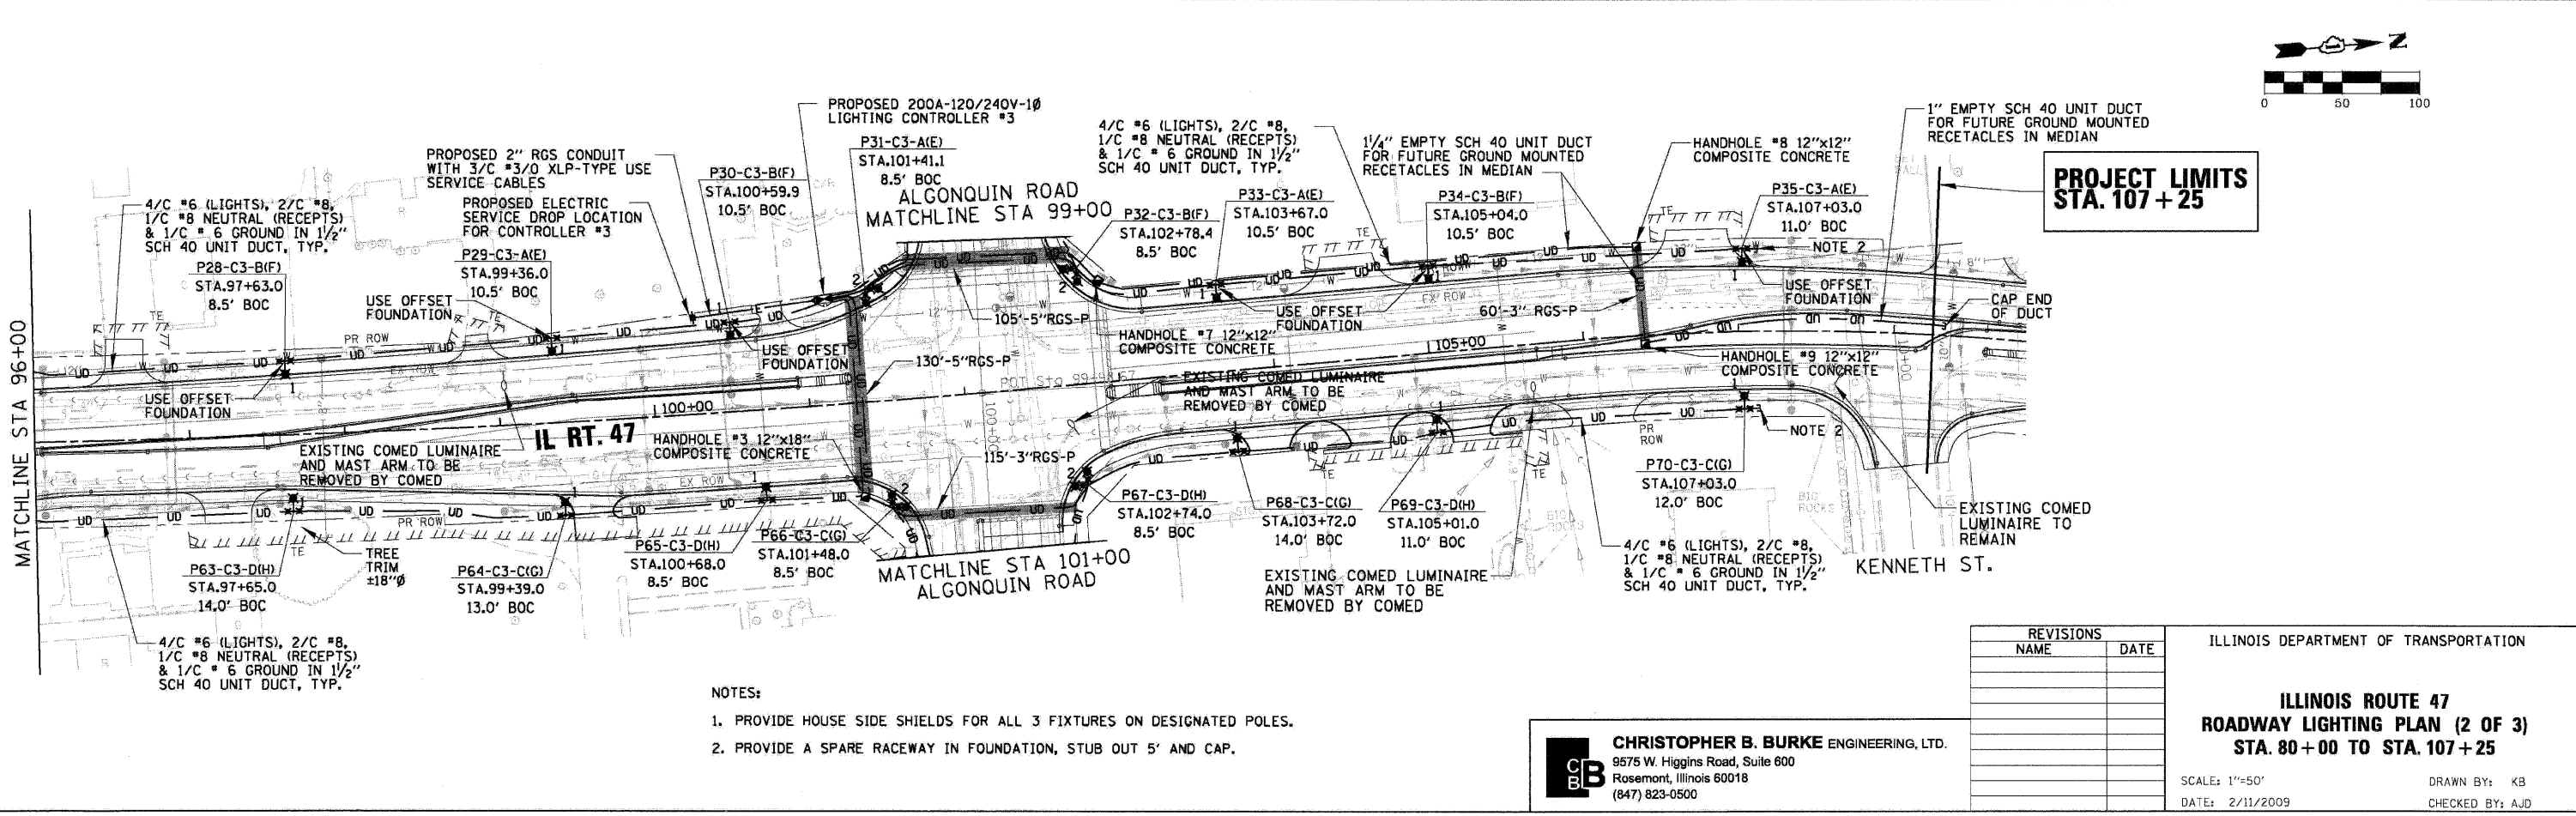 Z
0 50 100
PROPOSED 200A-120/240V-1Ø
LIGHTING CONTROLLER #3
P31-C3-A(E)
STA.101+41.1
8.5' BOC
ALGONQUIN ROAD
MATCHLINE STA 99+00
PROPOSED 2" RGS CONDUIT
WITH 3/C #3/0 XLP-TYPE USE
SERVICE CABLES
PROPOSED ELECTRIC
SERVICE DROP LOCATION
FOR CONTROLLER #3
P30-C3-B(F)
STA.100+59.9
10.5' BOC
4/C #6 (LIGHTS), 2/C #8,
1/C #8 NEUTRAL (RECEPTS)
& 1/C # 6 GROUND IN 1½"
SCH 40 UNIT DUCT, TYP.
P28-C3-B(F)
STA.97+63.0
8.5' BOC
P29-C3-A(E)
STA.99+36.0
10.5' BOC
USE OFFSET
FOUNDATION
4/C #6 (LIGHTS), 2/C #8,
1/C #8 NEUTRAL (RECEPTS)
& 1/C # 6 GROUND IN 1½"
SCH 40 UNIT DUCT, TYP.
P32-C3-B(F)
STA.102+78.4
8.5' BOC
P33-C3-A(E)
STA.103+67.0
10.5' BOC
1¼" EMPTY SCH 40 UNIT DUCT
FOR FUTURE GROUND MOUNTED
RECETACLES IN MEDIAN
P34-C3-B(F)
STA.105+04.0
10.5' BOC
HANDHOLE #8 12"x12"
COMPOSITE CONCRETE
P35-C3-A(E)
STA.107+03.0
11.0' BOC
NOTE 2
1" EMPTY SCH 40 UNIT DUCT
FOR FUTURE GROUND MOUNTED
RECETACLES IN MEDIAN
PROJECT LIMITS
STA. 107+25
MATCHLINE STA 96+00
PR ROW
TE
USE OFFSET
FOUNDATION
USE OFFSET
FOUNDATION
105'-5"RGS-P
130'-5"RGS-P
HANDHOLE #7 12"x12"
COMPOSITE CONCRETE
USE OFFSET
FOUNDATION
60'-3" RGS-P
USE OFFSET
FOUNDATION
CAP END
OF DUCT
105+00
HANDHOLE #9 12"x12"
COMPOSITE CONCRETE
EXISTING COMED LUMINAIRE
AND MAST ARM TO BE
REMOVED BY COMED
100+00
IL RT. 47
HANDHOLE #3 12"x18"
COMPOSITE CONCRETE
EXISTING COMED LUMINAIRE
AND MAST ARM TO BE
REMOVED BY COMED
EX ROW
115'-3"RGS-P
NOTE 2
PR
ROW
PR ROW
TE
TREE
TRIM
±18"Ø
P63-C3-D(H)
STA.97+65.0
14.0' BOC
P64-C3-C(G)
STA.99+39.0
13.0' BOC
P65-C3-D(H)
STA.100+68.0
8.5' BOC
P66-C3-C(G)
STA.101+48.0
8.5' BOC
MATCHLINE STA 101+00
ALGONQUIN ROAD
P67-C3-D(H)
STA.102+74.0
8.5' BOC
P68-C3-C(G)
STA.103+72.0
14.0' BOC
P69-C3-D(H)
STA.105+01.0
11.0' BOC
P70-C3-C(G)
STA.107+03.0
12.0' BOC
BIG
ROCKS
EXISTING COMED LUMINAIRE
AND MAST ARM TO BE
REMOVED BY COMED
4/C #6 (LIGHTS), 2/C #8,
1/C #8 NEUTRAL (RECEPTS)
& 1/C # 6 GROUND IN 1½"
SCH 40 UNIT DUCT, TYP.
EXISTING COMED
LUMINAIRE TO
REMAIN
KENNETH ST.
4/C #6 (LIGHTS), 2/C #8,
1/C #8 NEUTRAL (RECEPTS)
& 1/C # 6 GROUND IN 1½"
SCH 40 UNIT DUCT, TYP.
NOTES:
1. PROVIDE HOUSE SIDE SHIELDS FOR ALL 3 FIXTURES ON DESIGNATED POLES.
2. PROVIDE A SPARE RACEWAY IN FOUNDATION, STUB OUT 5' AND CAP.
CBB
CHRISTOPHER B. BURKE ENGINEERING, LTD.
9575 W. Higgins Road, Suite 600
Rosemont, Illinois 60018
(847) 823-0500
REVISIONS
NAME DATE
ILLINOIS DEPARTMENT OF TRANSPORTATION
ILLINOIS ROUTE 47
ROADWAY LIGHTING PLAN (2 OF 3)
STA. 80+00 TO STA. 107+25
SCALE: 1"=50'
DRAWN BY: KB
DATE: 2/11/2009
CHECKED BY: AJD